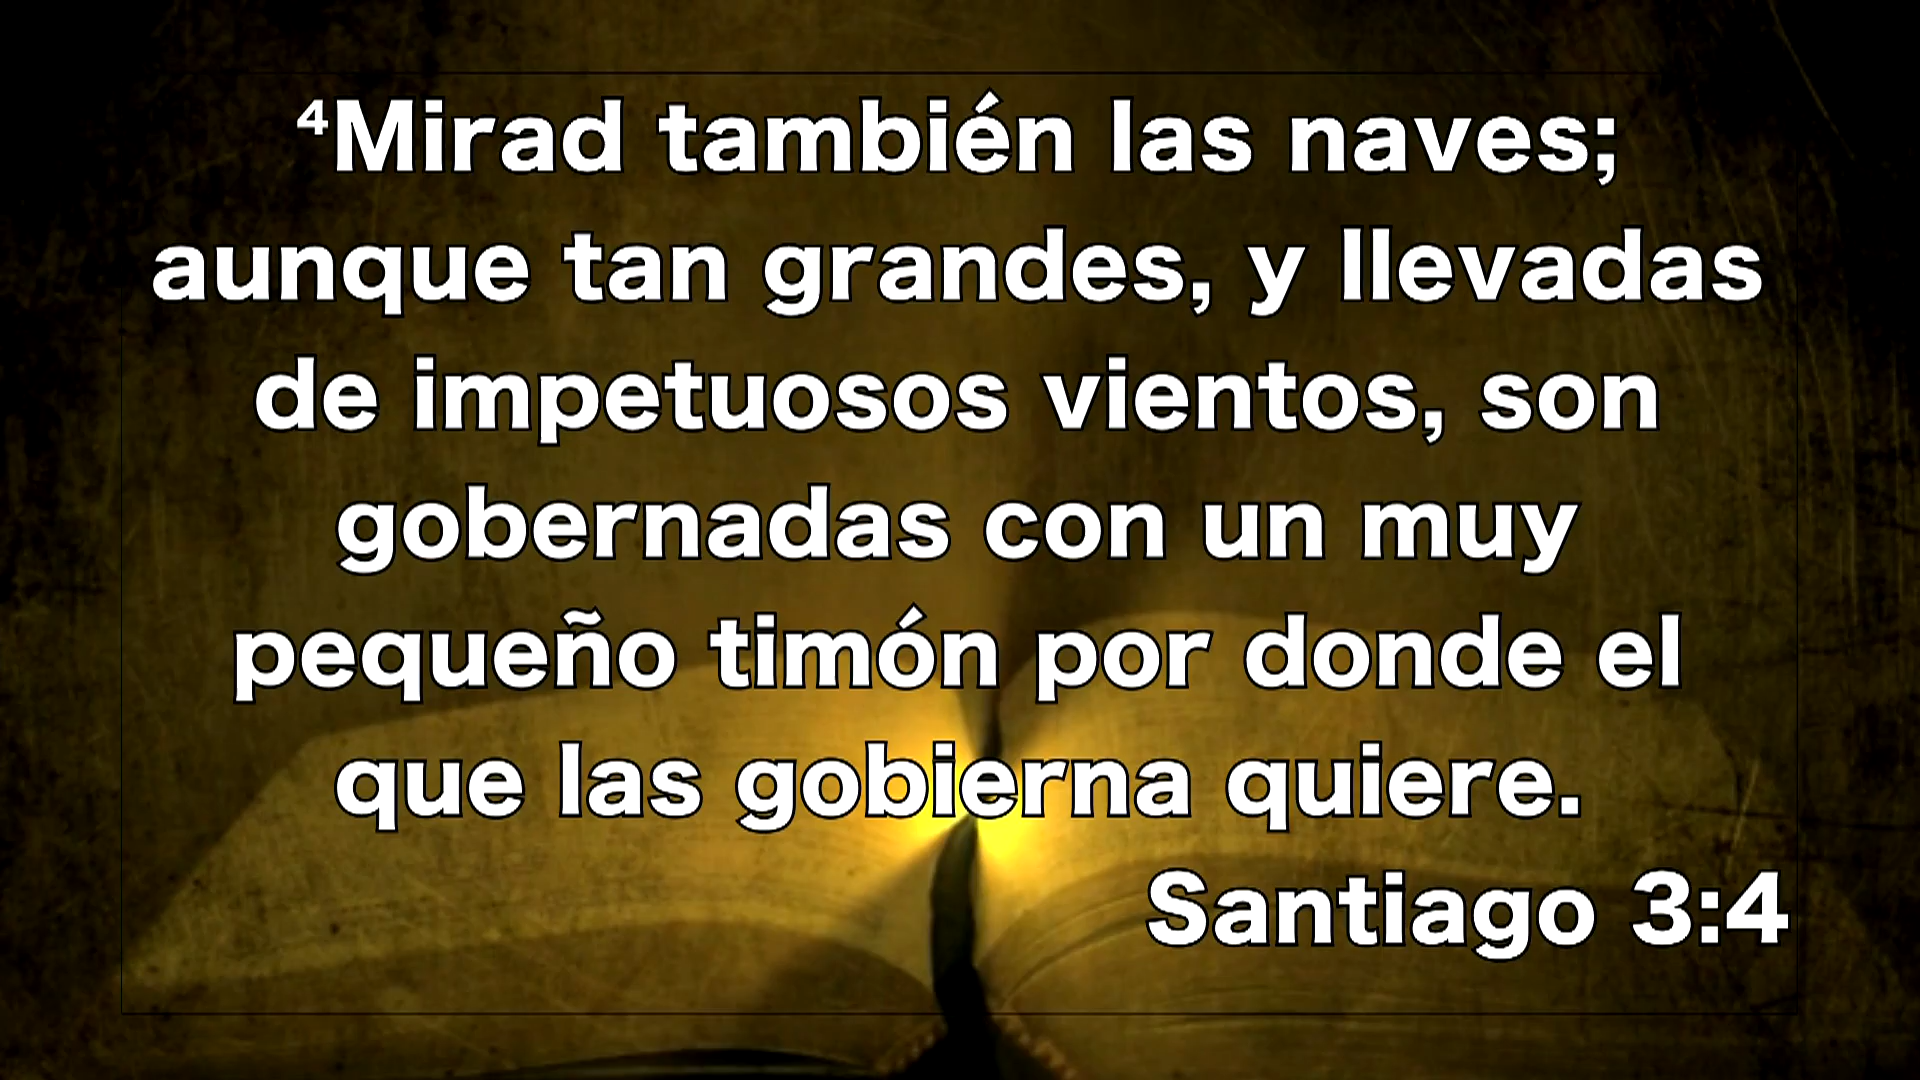 ⁴Mirad también las naves;
aunque tan grandes, y llevadas
de impetuosos vientos, son
gobernadas con un muy
pequeño timón por donde el
que las gobierna quiere.
Santiago 3:4